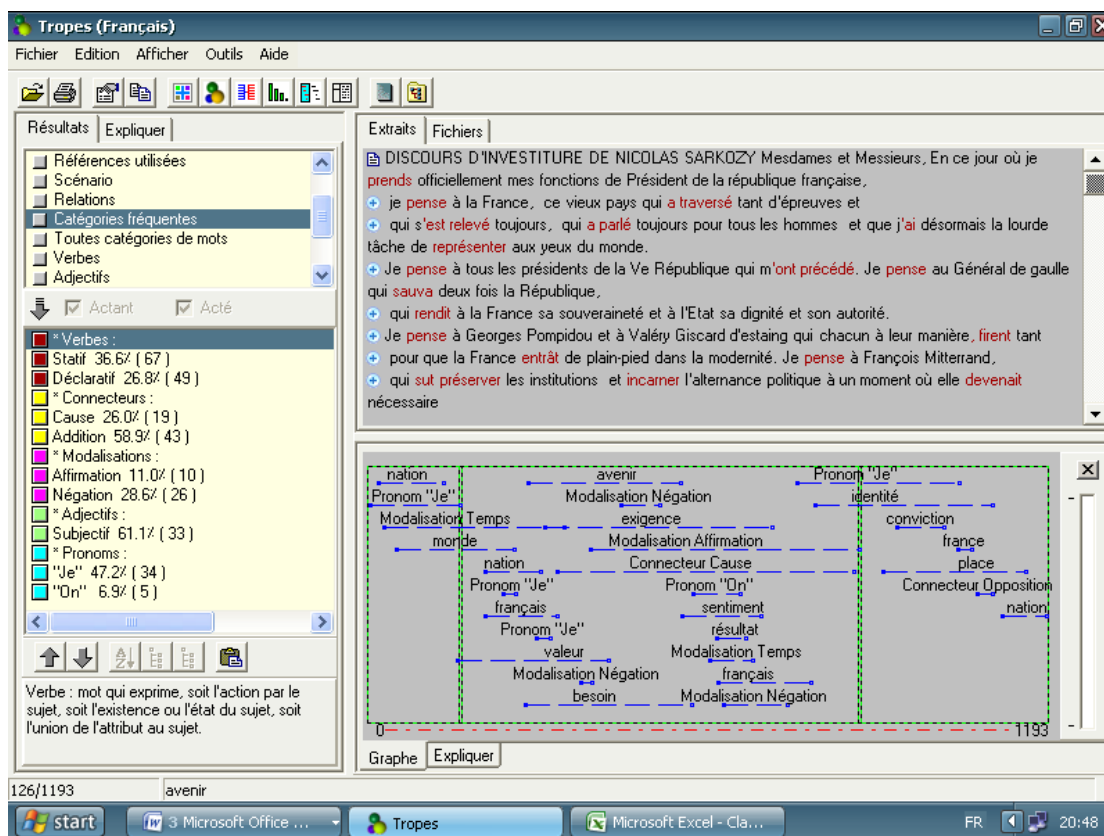 Tropes (Français)
Fichier Edition Afficher Outils Aide
Résultats Expliquer
Références utilisées
Scénario
Relations
Catégories fréquentes
Toutes catégories de mots
Verbes
Adjectifs
Actant Acté
* Verbes :
Statif 36.6% ( 67 )
Déclaratif 26.8% ( 49 )
* Connecteurs :
Cause 26.0% ( 19 )
Addition 58.9% ( 43 )
* Modalisations :
Affirmation 11.0% ( 10 )
Négation 28.6% ( 26 )
* Adjectifs :
Subjectif 61.1% ( 33 )
* Pronoms :
"Je" 47.2% ( 34 )
"On" 6.9% ( 5 )
Verbe : mot qui exprime, soit l'action par le
sujet, soit l'existence ou l'état du sujet, soit
l'union de l'attribut au sujet.
Extraits Fichiers
DISCOURS D'INVESTITURE DE NICOLAS SARKOZY Mesdames et Messieurs, En ce jour où je
prends officiellement mes fonctions de Président de la république française,
je pense à la France, ce vieux pays qui a traversé tant d'épreuves et
qui s'est relevé toujours, qui a parlé toujours pour tous les hommes et que j'ai désormais la lourde
tâche de représenter aux yeux du monde.
Je pense à tous les présidents de la Ve République qui m'ont précédé. Je pense au Général de gaulle
qui sauva deux fois la République,
qui rendit à la France sa souveraineté et à l'Etat sa dignité et son autorité.
Je pense à Georges Pompidou et à Valéry Giscard d'estaing qui chacun à leur manière, firent tant
pour que la France entrât de plain-pied dans la modernité. Je pense à François Mitterrand,
qui sut préserver les institutions et incarner l'alternance politique à un moment où elle devenait
nécessaire
nation avenir Pronom "Je"
Pronom "Je" Modalisation Négation identité
Modalisation Temps exigence conviction
monde Modalisation Affirmation france
nation Connecteur Cause place
Pronom "Je" Pronom "On" Connecteur Opposition
français sentiment nation
Pronom "Je" résultat
valeur Modalisation Temps
Modalisation Négation français
besoin Modalisation Négation
0 1193
Graphe Expliquer
126/1193 avenir
start 3 Microsoft Office ... Tropes Microsoft Excel - Cla... FR 20:48